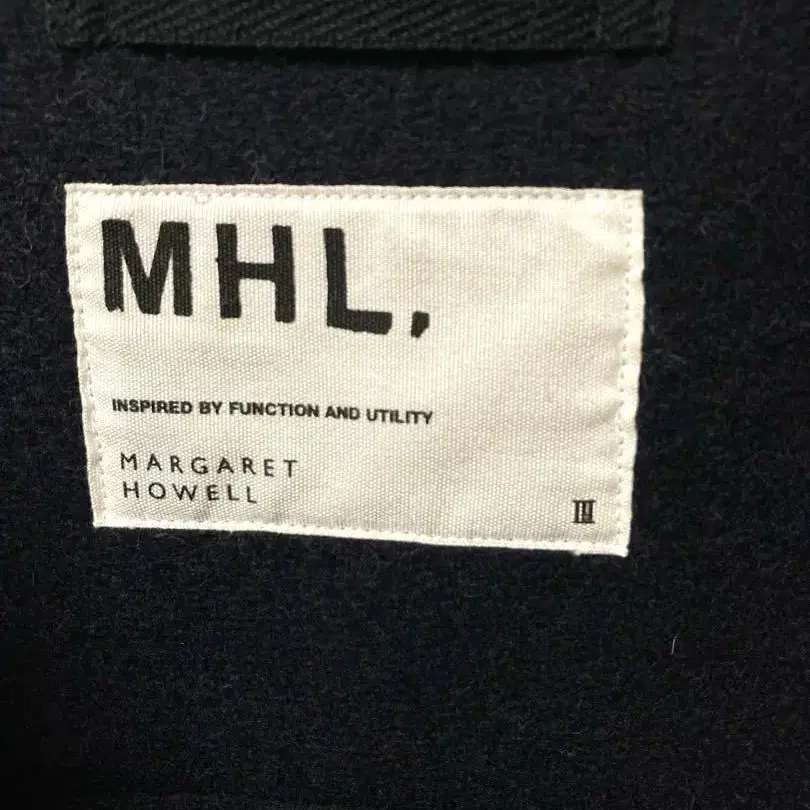 MHL.
INSPIRED BY FUNCTION AND UTILITY
MARGARET
HOWELL
III